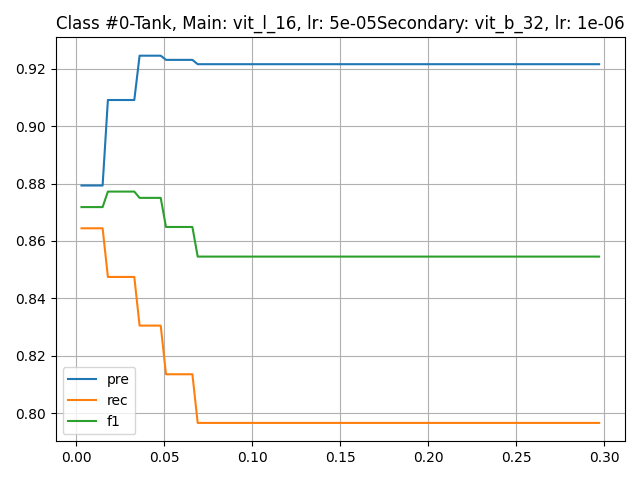 Class #0-Tank, Main: vit_l_16, lr: 5e-05Secondary: vit_b_32, lr: 1e-06
0.92
0.90
0.88
0.86
0.84
0.82
0.80
pre
rec
f1
0.00 0.05 0.10 0.15 0.20 0.25 0.30